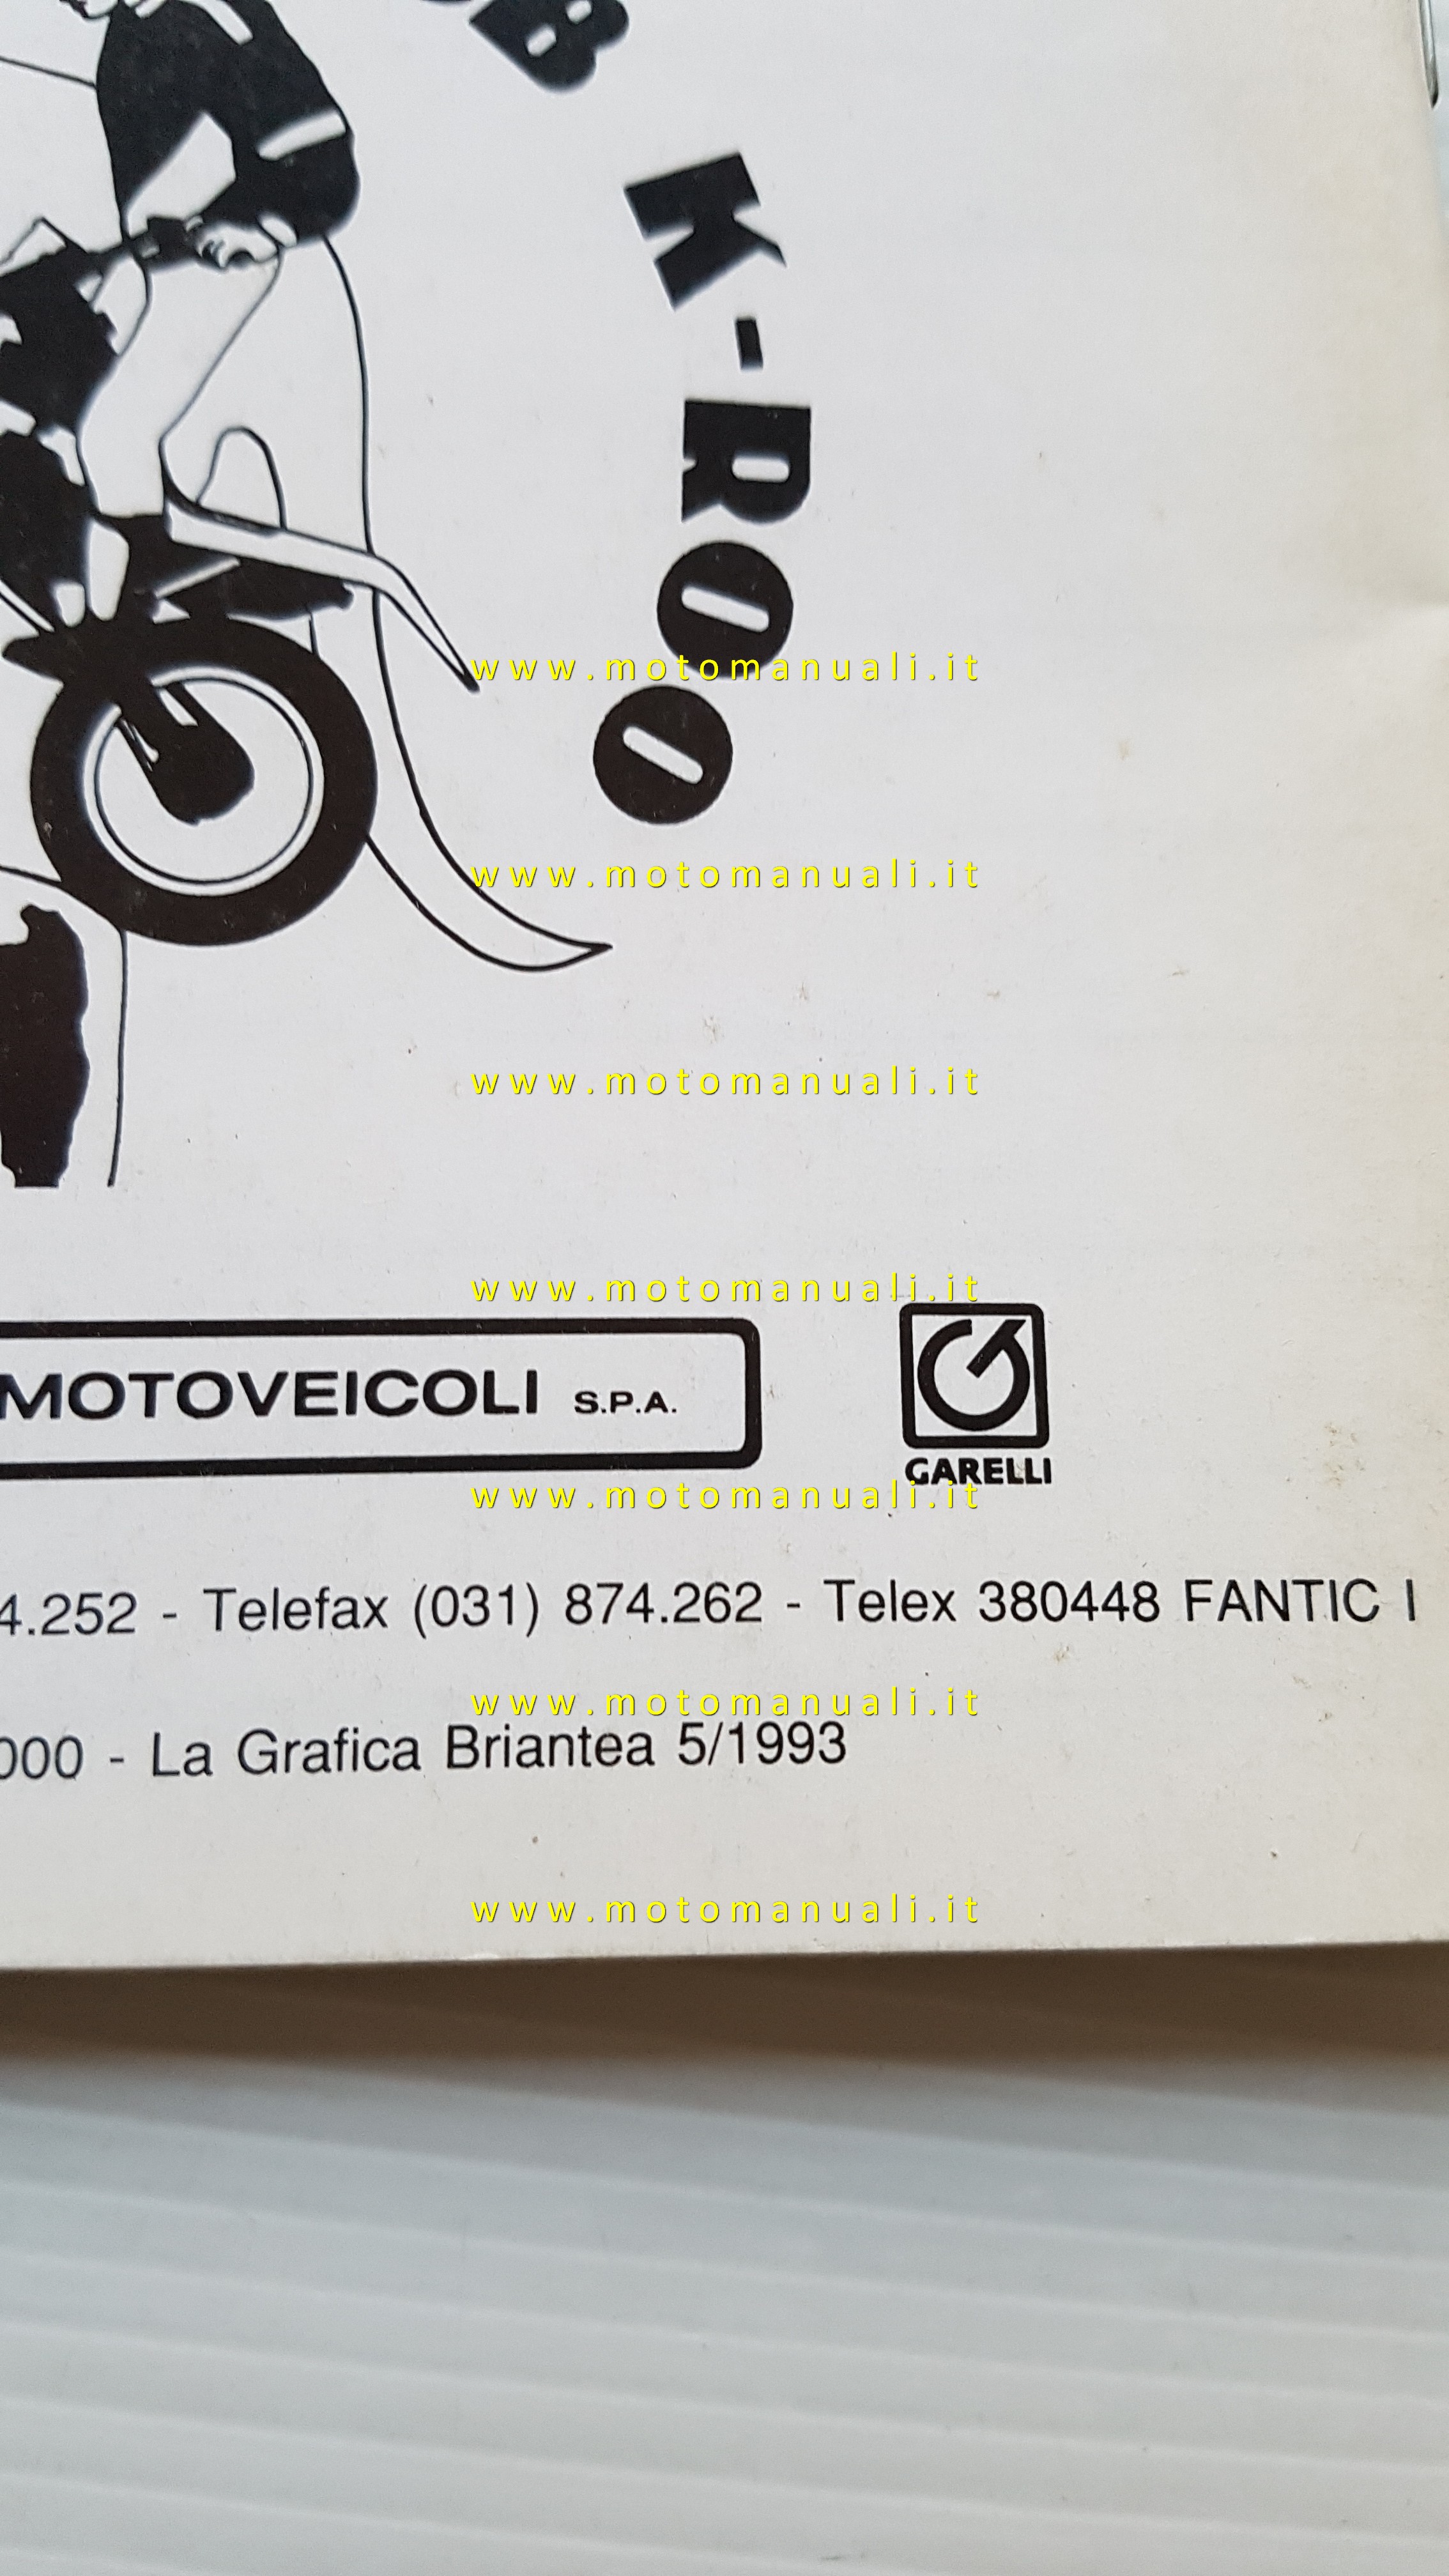 B K-ROO
www.motomanuali.it
www.motomanuali.it
www.motomanuali.it
www.motomanuali.it
MOTOVEICOLI S.P.A.
GARELLI
www.motomanuali.it
4.252 - Telefax (031) 874.262 - Telex 380448 FANTIC I
www.motomanuali.it
000 - La Grafica Briantea 5/1993
www.motomanuali.it